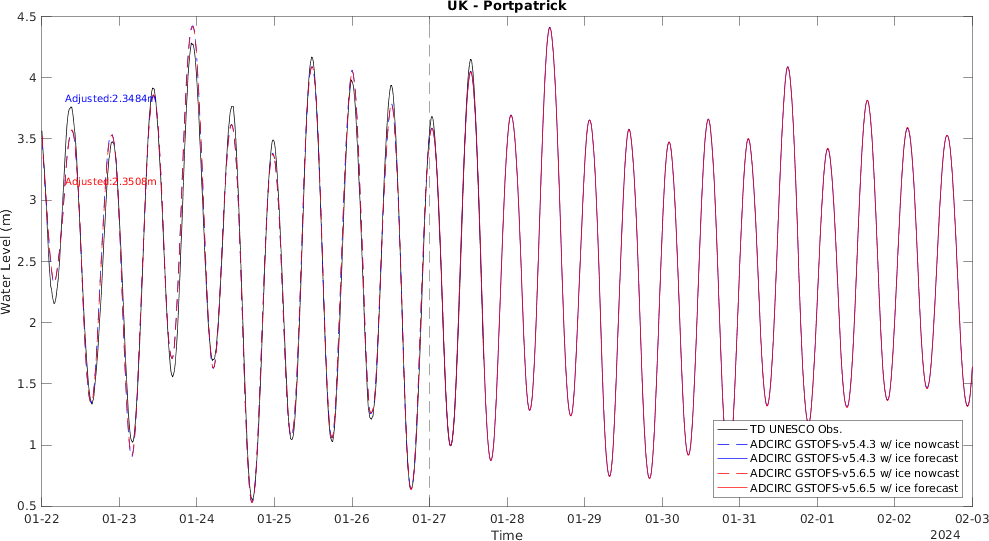 UK - Portpatrick
4.5
4
3.5
3
2.5
2
1.5
1
0.5
Water Level (m)
Adjusted:2.3484m
Adjusted:2.3508m
TD UNESCO Obs.
ADCIRC GSTOFS-v5.4.3 w/ ice nowcast
ADCIRC GSTOFS-v5.4.3 w/ ice forecast
ADCIRC GSTOFS-v5.6.5 w/ ice nowcast
ADCIRC GSTOFS-v5.6.5 w/ ice forecast
01-22 01-23 01-24 01-25 01-26 01-27 01-28 01-29 01-30 01-31 02-01 02-02 02-03
Time
2024